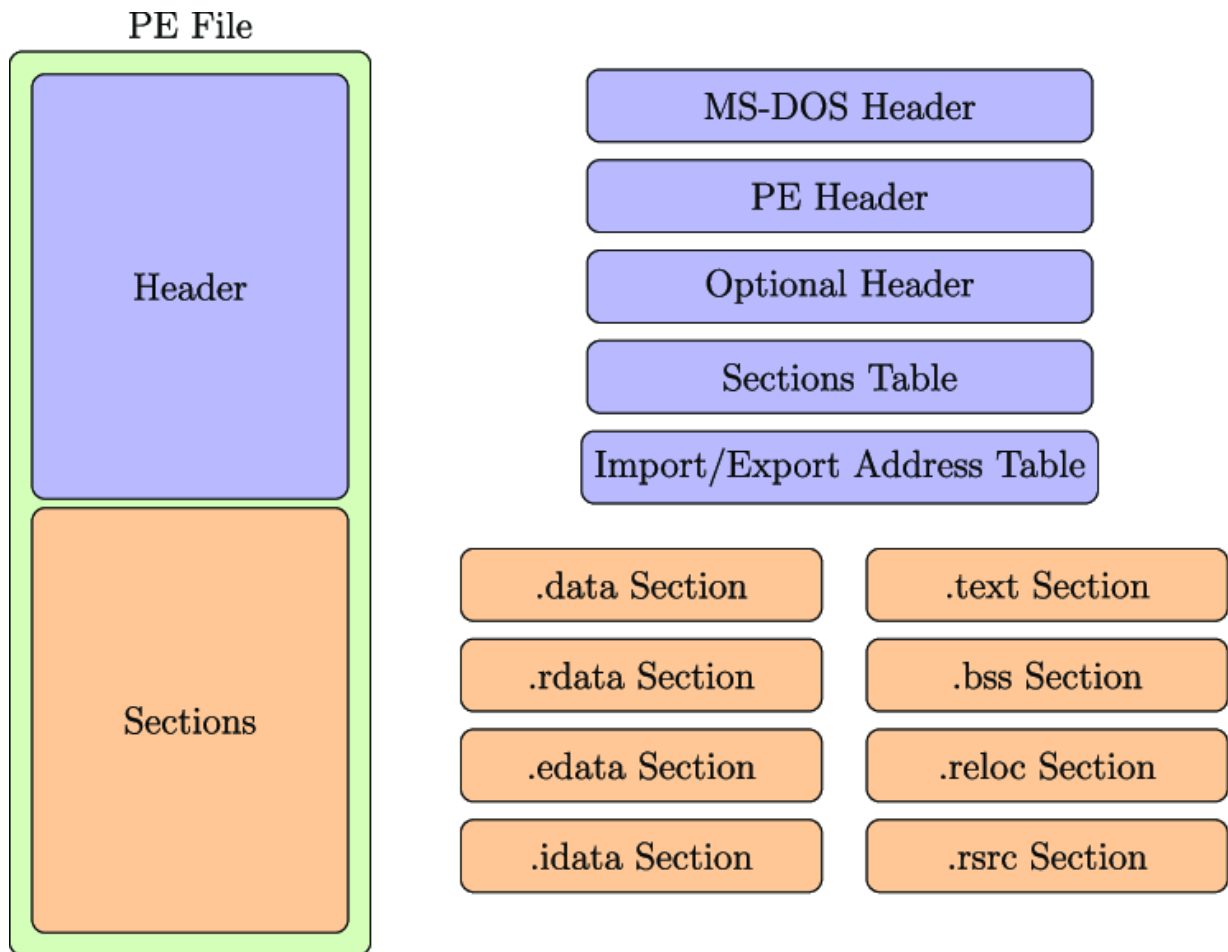 PE File
Header
Sections
MS-DOS Header
PE Header
Optional Header
Sections Table
Import/Export Address Table
.data Section
.text Section
.rdata Section
.bss Section
.edata Section
.reloc Section
.idata Section
.rsrc Section